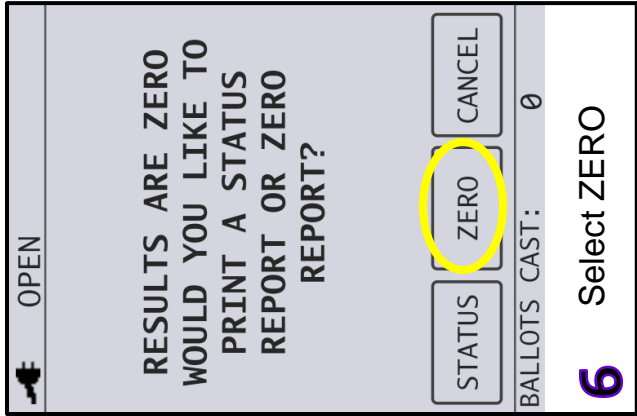 OPEN
RESULTS ARE ZERO
WOULD YOU LIKE TO
PRINT A STATUS
REPORT OR ZERO
REPORT?
STATUS ZERO CANCEL
BALLOTS CAST: 0
6 Select ZERO